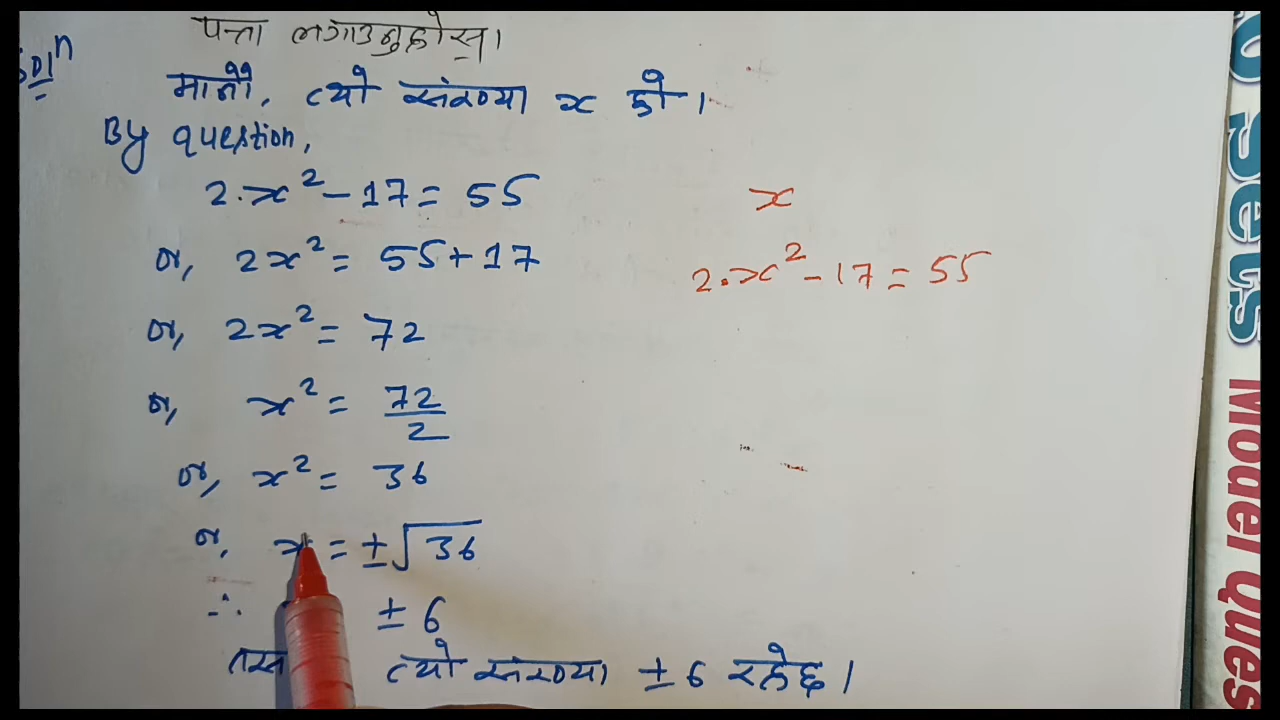 पत्ता लगाउनुहोस्।
Solⁿ
मानौं, त्यो संख्या x हो।
By question,
2.x² - 17 = 55
or, 2x² = 55 + 17
or, 2x² = 72
or, x² = 72/2
or, x² = 36
or, x = ±√36
∴ ± 6
त्यो संख्या ± 6 रहेछ।
x
2.x² - 17 = 55
Sets Model Ques